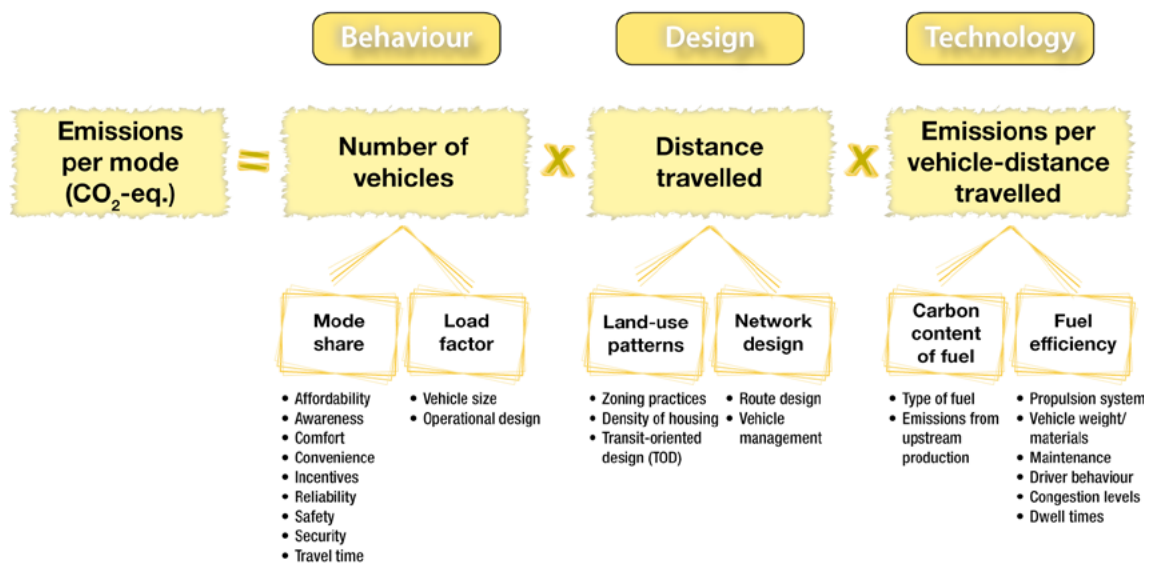 Behaviour
Design
Technology
Emissions
per mode
(CO₂-eq.)
=
Number of
vehicles
x
Distance
travelled
x
Emissions per
vehicle-distance
travelled
Mode
share
Load
factor
Land-use
patterns
Network
design
Carbon
content
of fuel
Fuel
efficiency
• Affordability
• Awareness
• Comfort
• Convenience
• Incentives
• Reliability
• Safety
• Security
• Travel time
• Vehicle size
• Operational design
• Zoning practices
• Density of housing
• Transit-oriented
design (TOD)
• Route design
• Vehicle
management
• Type of fuel
• Emissions from
upstream
production
• Propulsion system
• Vehicle weight/
materials
• Maintenance
• Driver behaviour
• Congestion levels
• Dwell times